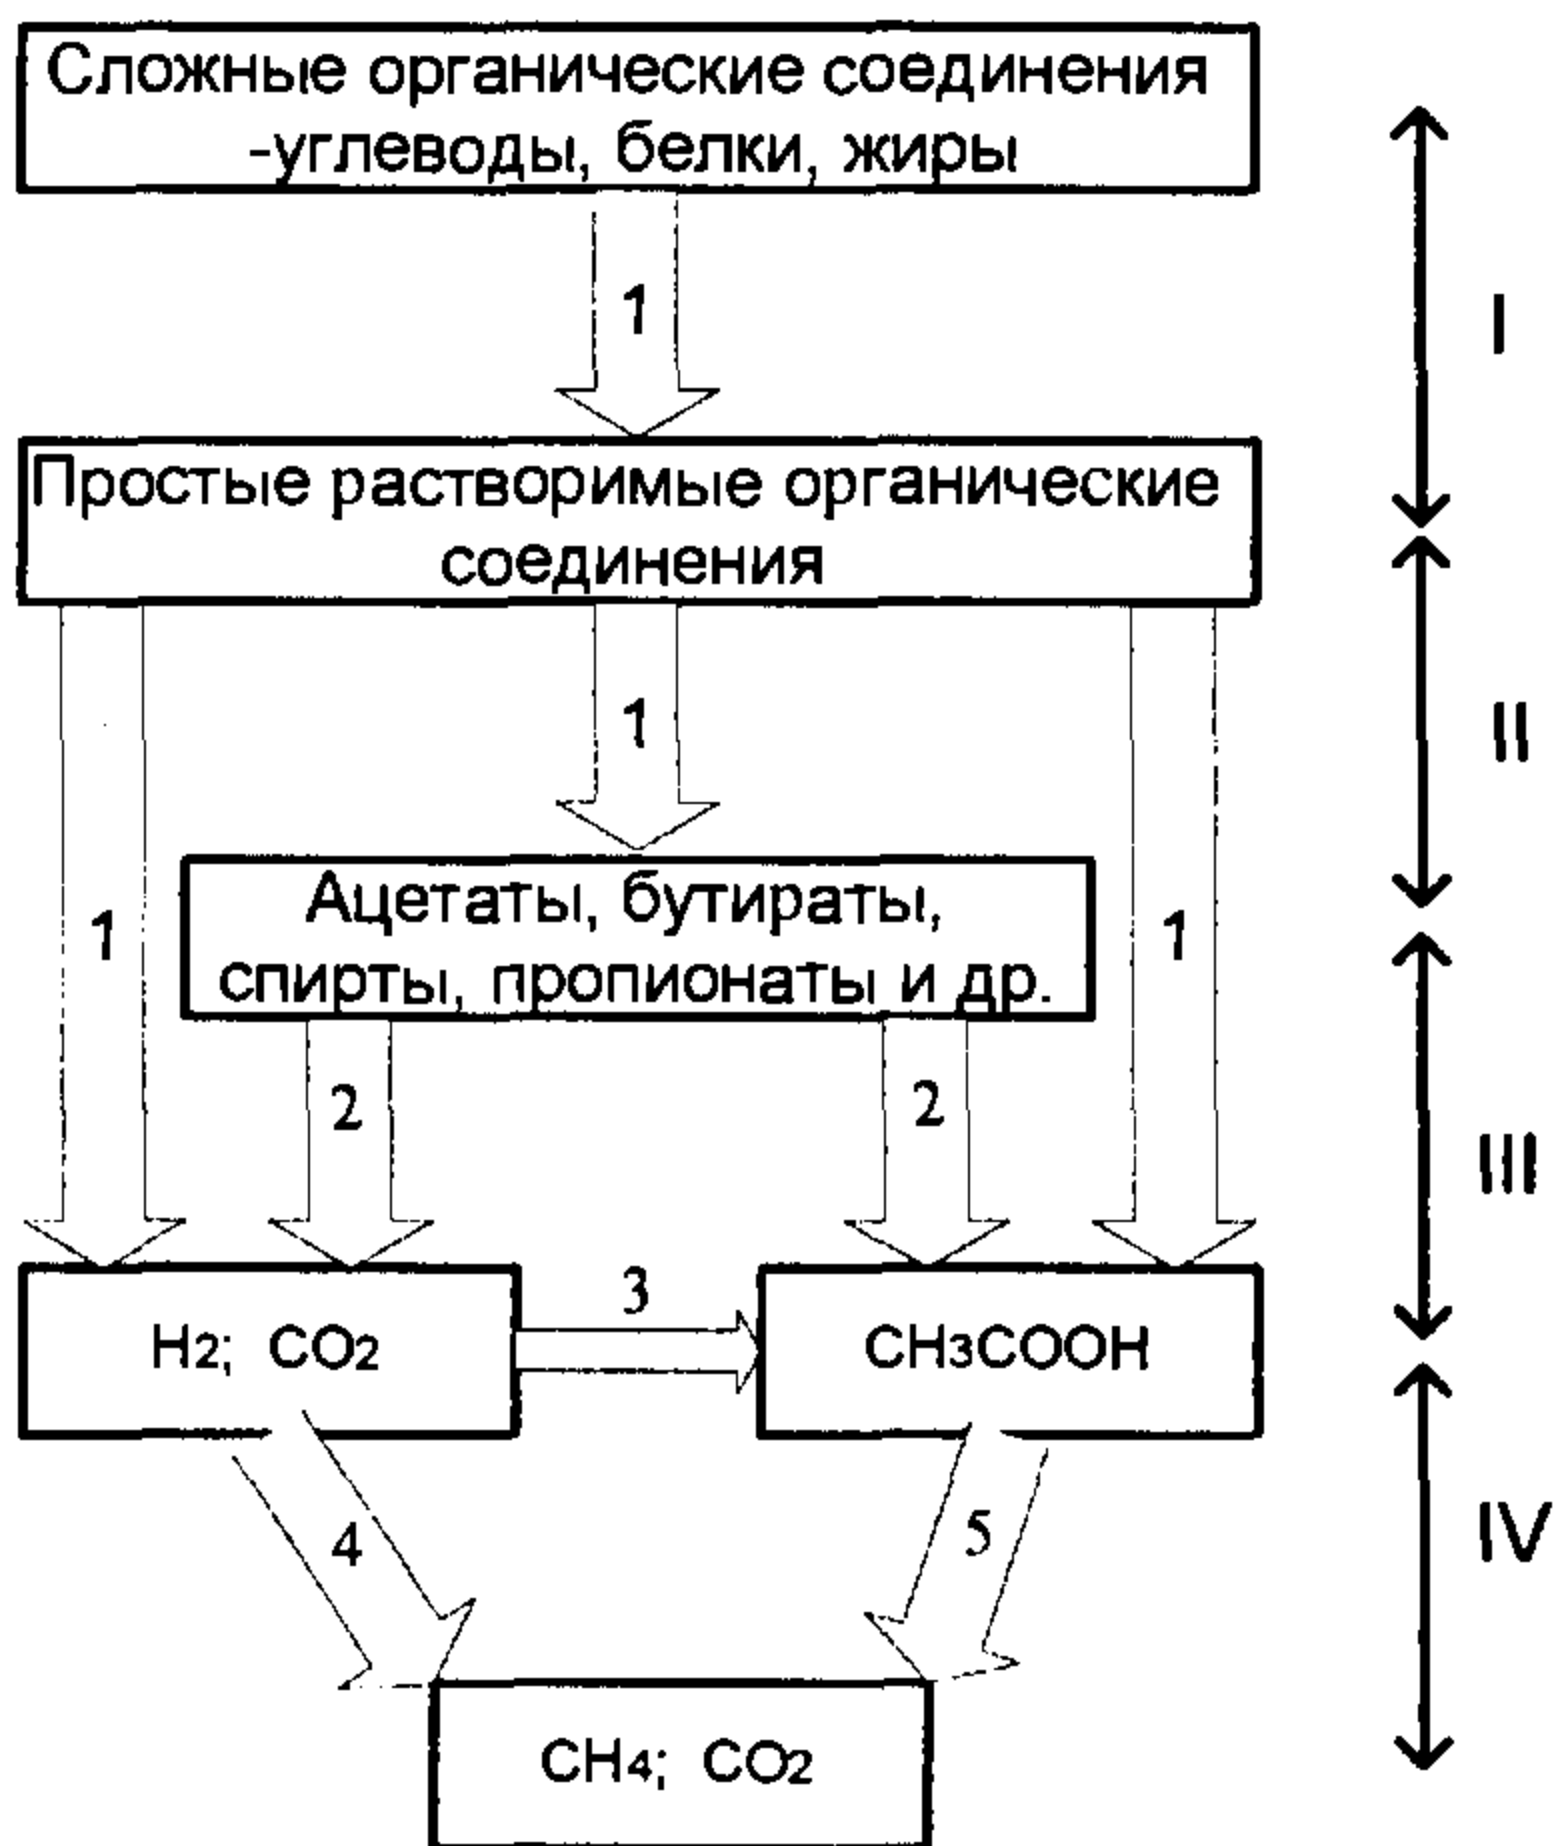 Сложные органические соединения
-углеводы, белки, жиры
1
I
Простые растворимые органические
соединения
1
II
1
1
Ацетаты, бутираты,
спирты, пропионаты и др.
2
2
III
3
H2; CO2
CH3COOH
4
5
IV
CH4; CO2